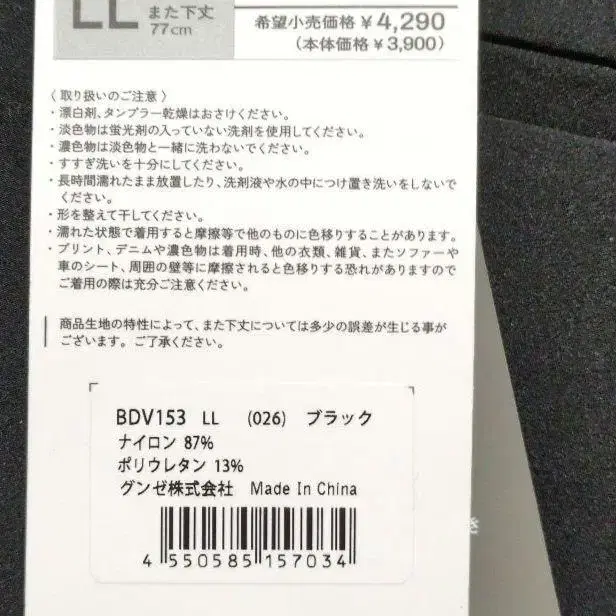 LL
また下丈
77cm
希望小売価格 ¥4,290
(本体価格 ¥3,900)
〈 取り扱いのご注意 〉
・漂白剤、タンブラー乾燥はおさけください。
・淡色物は蛍光剤の入っていない洗剤を使用してください。
・濃色物は淡色物と一緒に洗わないでください。
・すすぎ洗いを十分にしてください。
・長時間濡れたまま放置したり、洗剤液や水の中につけ置き洗いをしないで
ください。
・形を整えて干してください。
・濡れた状態で着用すると摩擦等で他のものに色移りすることがあります。
・プリント、デニムや濃色物は着用時、他の衣類、雑貨、またソファーや
車のシート、周囲の壁等に摩擦されると色移りする恐れがありますので
ご着用の際は充分ご注意ください。
商品生地の特性によって、また下丈については多少の誤差が生じる事が
ございます。ご了承ください。
BDV153 LL (026) ブラック
ナイロン 87%
ポリウレタン 13%
グンゼ株式会社 Made In China
4 550585 157034